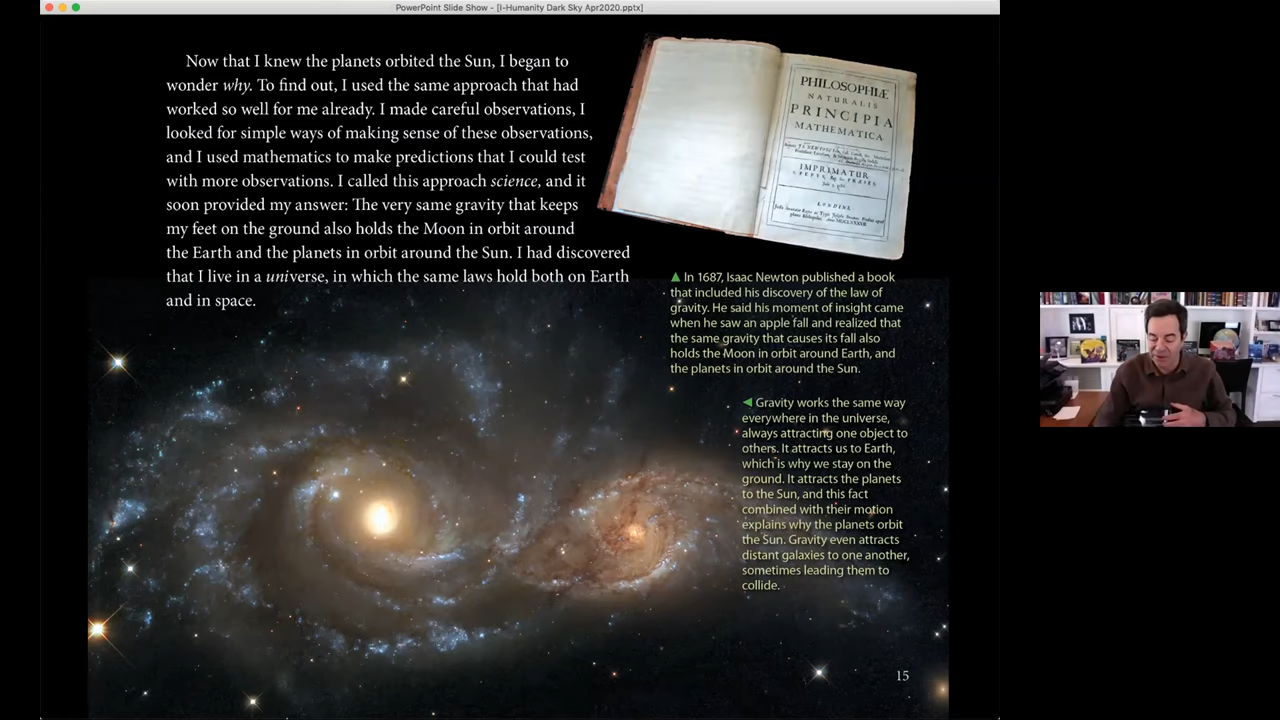 PowerPoint Slide Show - [I-Humanity Dark Sky Apr2020.pptx]
Now that I knew the planets orbited the Sun, I began to
wonder why. To find out, I used the same approach that had
worked so well for me already. I made careful observations, I
looked for simple ways of making sense of these observations,
and I used mathematics to make predictions that I could test
with more observations. I called this approach science, and it
soon provided my answer: The very same gravity that keeps
my feet on the ground also holds the Moon in orbit around
the Earth and the planets in orbit around the Sun. I had discovered
that I live in a universe, in which the same laws hold both on Earth
and in space.
PHILOSOPHIÆ
NATURALIS
PRINCIPIA
MATHEMATICA
IMPRIMATUR
LONDINI
▲ In 1687, Isaac Newton published a book
that included his discovery of the law of
gravity. He said his moment of insight came
when he saw an apple fall and realized that
the same gravity that causes its fall also
holds the Moon in orbit around Earth, and
the planets in orbit around the Sun.
◀ Gravity works the same way
everywhere in the universe,
always attracting one object to
others. It attracts us to Earth,
which is why we stay on the
ground. It attracts the planets
to the Sun, and this fact
combined with their motion
explains why the planets orbit
the Sun. Gravity even attracts
distant galaxies to one another,
sometimes leading them to
collide.
15